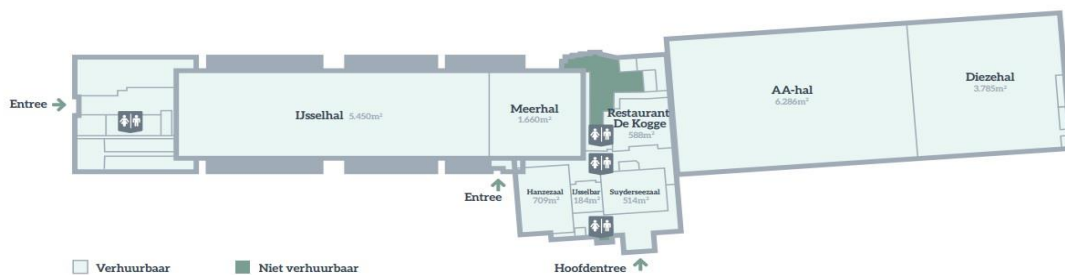 Entree
IJsselhal 5.450m²
Meerhal
1.660m²
Restaurant
De Kogge
588m²
AA-hal
6.286m²
Diezehal
3.785m²
Entree
Hanzezaal
709m²
IJsselbar
184m²
Suyderseezaal
514m²
Verhuurbaar
Niet verhuurbaar
Hoofdentree